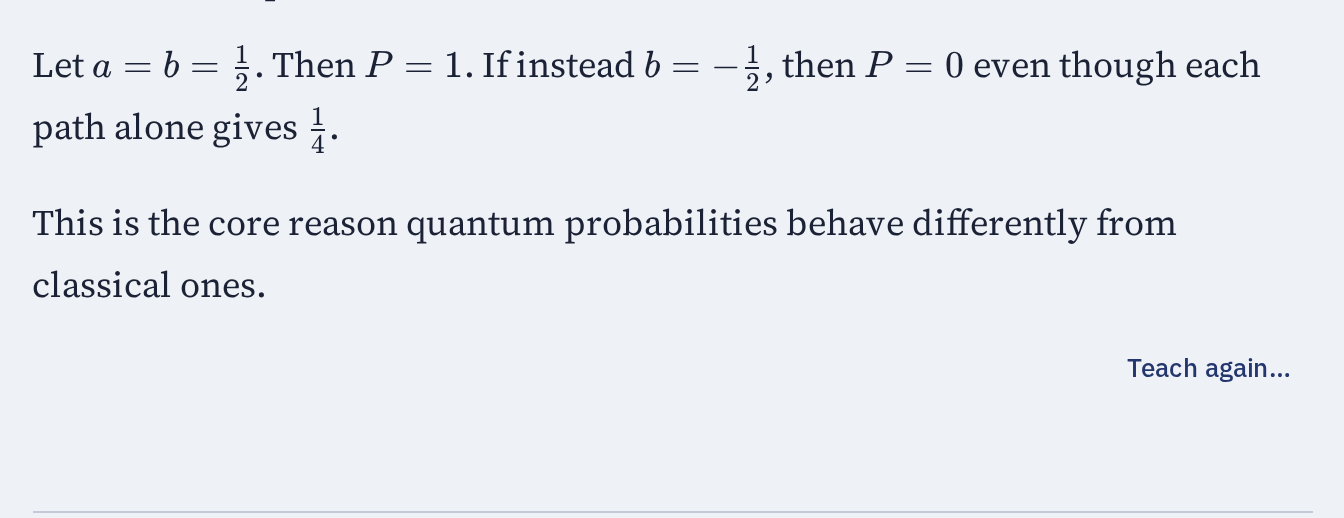 Let a = b = 1/2. Then P = 1. If instead b = −1/2, then P = 0 even though each
path alone gives 1/4.
This is the core reason quantum probabilities behave differently from
classical ones.
Teach again...